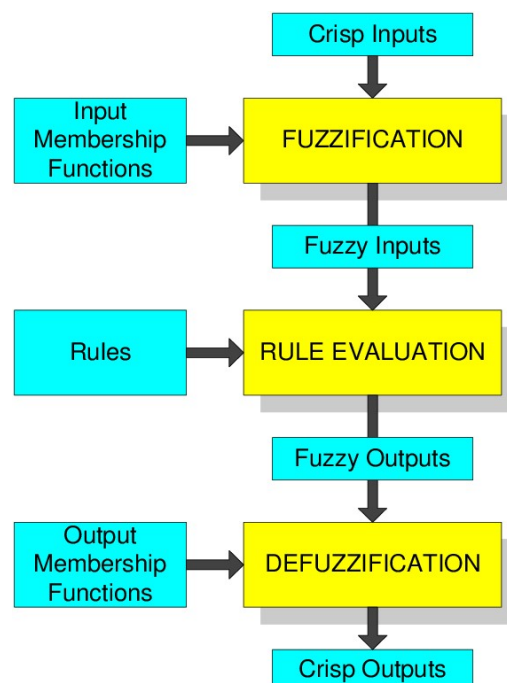 Crisp Inputs
Input
Membership
Functions
FUZZIFICATION
Fuzzy Inputs
Rules
RULE EVALUATION
Fuzzy Outputs
Output
Membership
Functions
DEFUZZIFICATION
Crisp Outputs